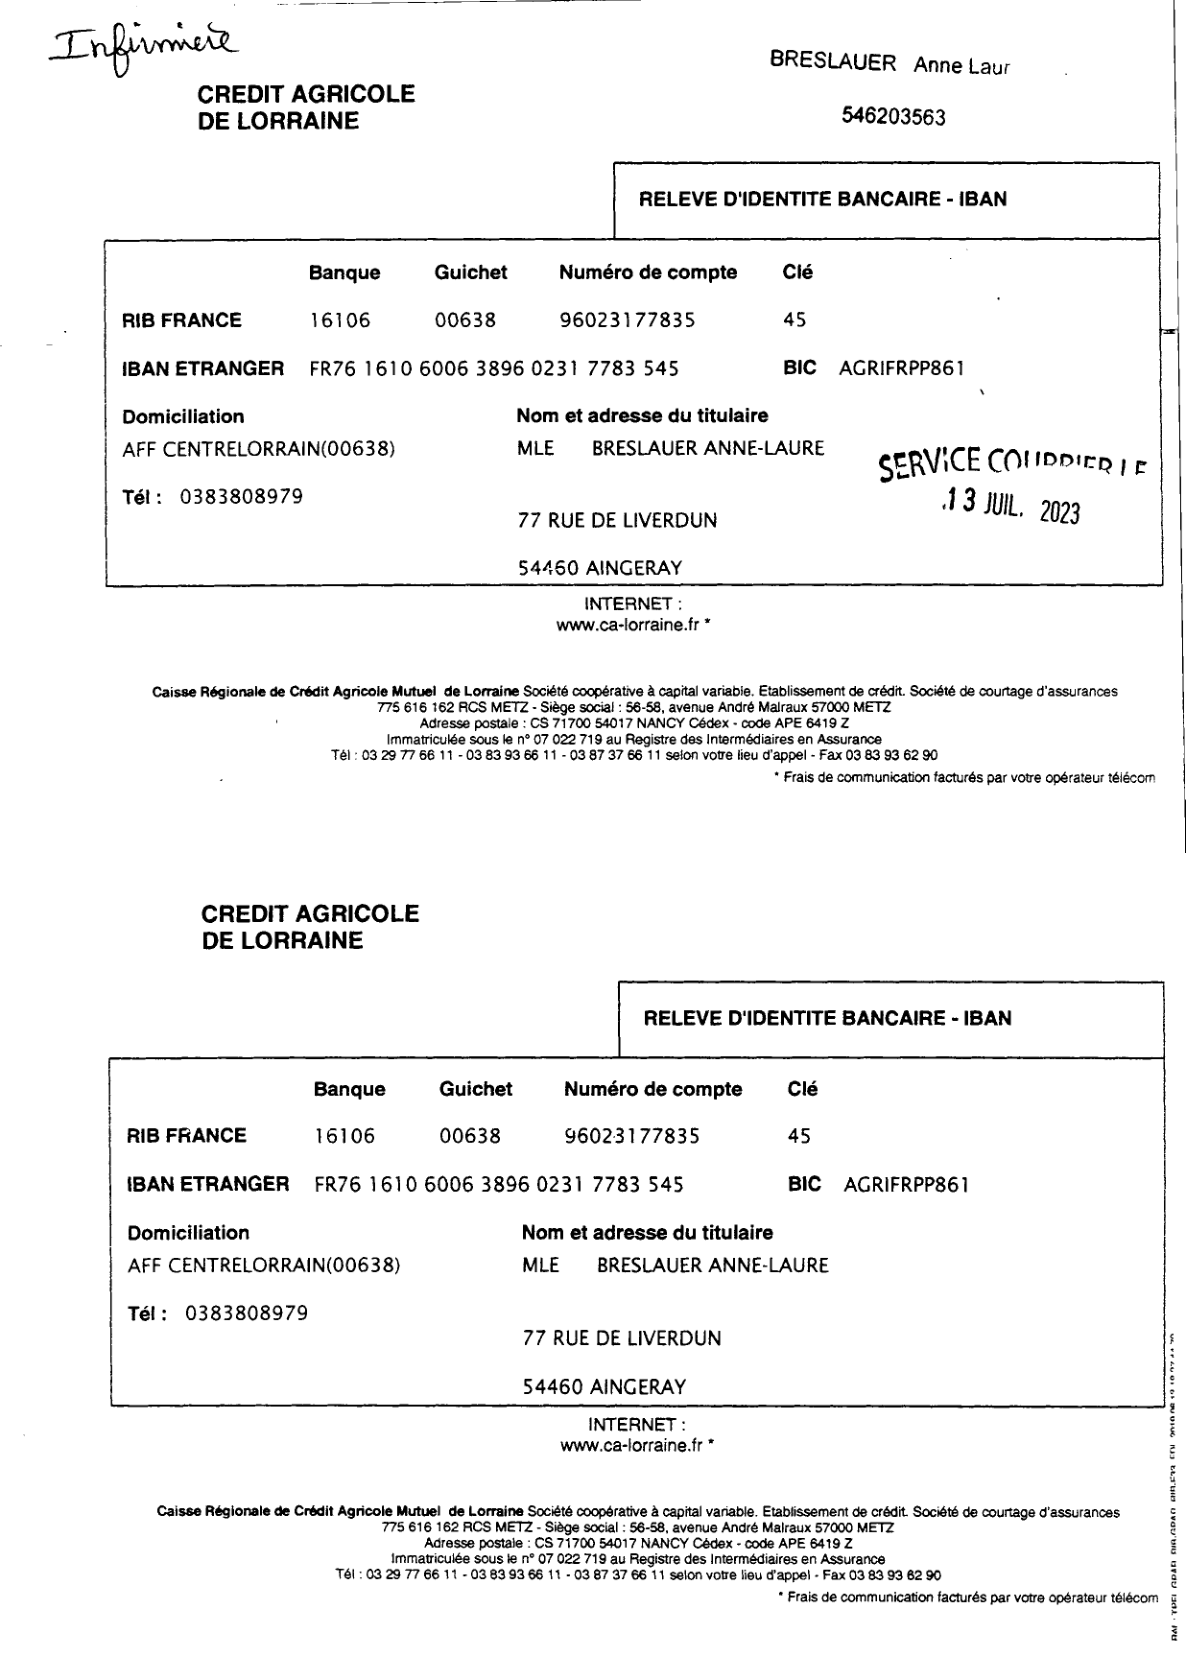 Infirmière
BRESLAUER Anne Laur
CREDIT AGRICOLE
DE LORRAINE
546203563
RELEVE D'IDENTITE BANCAIRE - IBAN
Banque Guichet Numéro de compte Clé
RIB FRANCE 16106 00638 96023177835 45
IBAN ETRANGER FR76 1610 6006 3896 0231 7783 545 BIC AGRIFRPP861
Domiciliation Nom et adresse du titulaire
AFF CENTRELORRAIN(00638) MLE BRESLAUER ANNE-LAURE
SERVICE COURRIER
Tél : 0383808979
13 JUIL. 2023
77 RUE DE LIVERDUN
54460 AINGERAY
INTERNET :
www.ca-lorraine.fr *
Caisse Régionale de Crédit Agricole Mutuel de Lorraine Société coopérative à capital variable. Etablissement de crédit. Société de courtage d'assurances
775 616 162 RCS METZ - Siège social : 56-58, avenue André Malraux 57000 METZ
Adresse postale : CS 71700 54017 NANCY Cédex - code APE 6419 Z
Immatriculée sous le n° 07 022 719 au Registre des Intermédiaires en Assurance
Tél : 03 29 77 66 11 - 03 83 93 66 11 - 03 87 37 66 11 selon votre lieu d'appel - Fax 03 83 93 62 90
* Frais de communication facturés par votre opérateur télécom
CREDIT AGRICOLE
DE LORRAINE
RELEVE D'IDENTITE BANCAIRE - IBAN
Banque Guichet Numéro de compte Clé
RIB FRANCE 16106 00638 96023177835 45
IBAN ETRANGER FR76 1610 6006 3896 0231 7783 545 BIC AGRIFRPP861
Domiciliation Nom et adresse du titulaire
AFF CENTRELORRAIN(00638) MLE BRESLAUER ANNE-LAURE
Tél : 0383808979
77 RUE DE LIVERDUN
54460 AINGERAY
INTERNET :
www.ca-lorraine.fr *
Caisse Régionale de Crédit Agricole Mutuel de Lorraine Société coopérative à capital variable. Etablissement de crédit. Société de courtage d'assurances
775 616 162 RCS METZ - Siège social : 56-58, avenue André Malraux 57000 METZ
Adresse postale : CS 71700 54017 NANCY Cédex - code APE 6419 Z
Immatriculée sous le n° 07 022 719 au Registre des Intermédiaires en Assurance
Tél : 03 29 77 66 11 - 03 83 93 66 11 - 03 87 37 66 11 selon votre lieu d'appel - Fax 03 83 93 62 90
* Frais de communication facturés par votre opérateur télécom